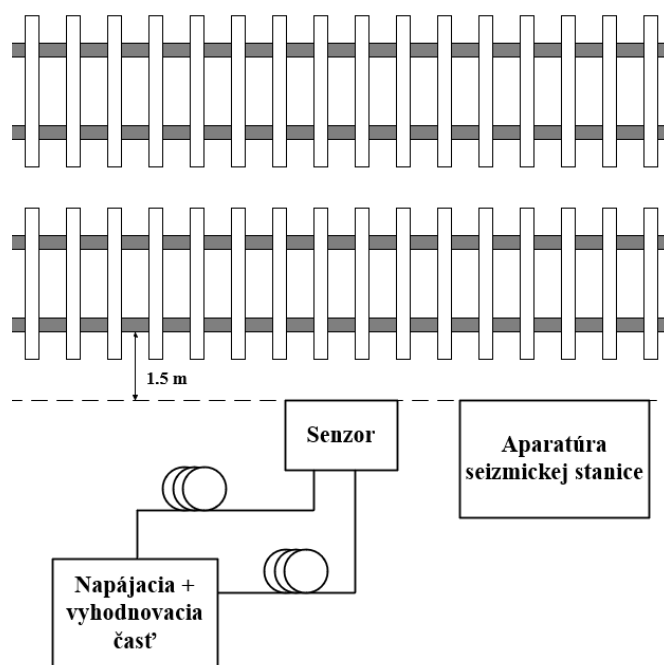 1.5 m
Senzor
Aparatúra
seizmickej stanice
Napájacia +
vyhodnovacia
časť